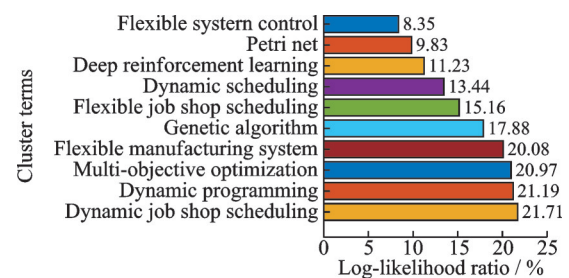 Flexible systern control 8.35
Petri net 9.83
Deep reinforcement learning 11.23
Dynamic scheduling 13.44
Flexible job shop scheduling 15.16
Genetic algorithm 17.88
Flexible manufacturing system 20.08
Multi-objective optimization 20.97
Dynamic programming 21.19
Dynamic job shop scheduling 21.71
Cluster terms
0 5 10 15 20 25
Log-likelihood ratio / %